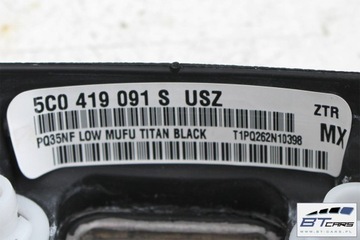 5C0 419 091 S USZ
ZTR
PQ35NF LOW MUFU TITAN BLACK T1PQ262N10398
MX
BTCARS